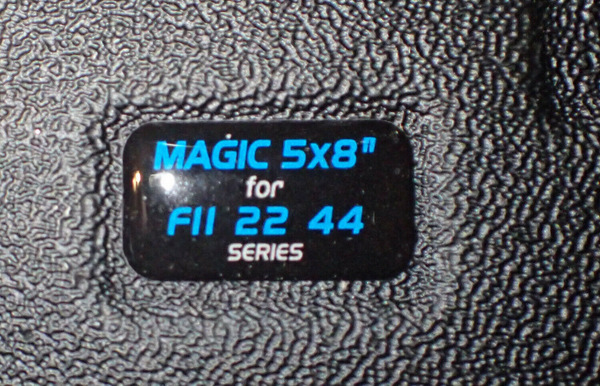 MAGIC 5x8"
for
FII 22 44
SERIES